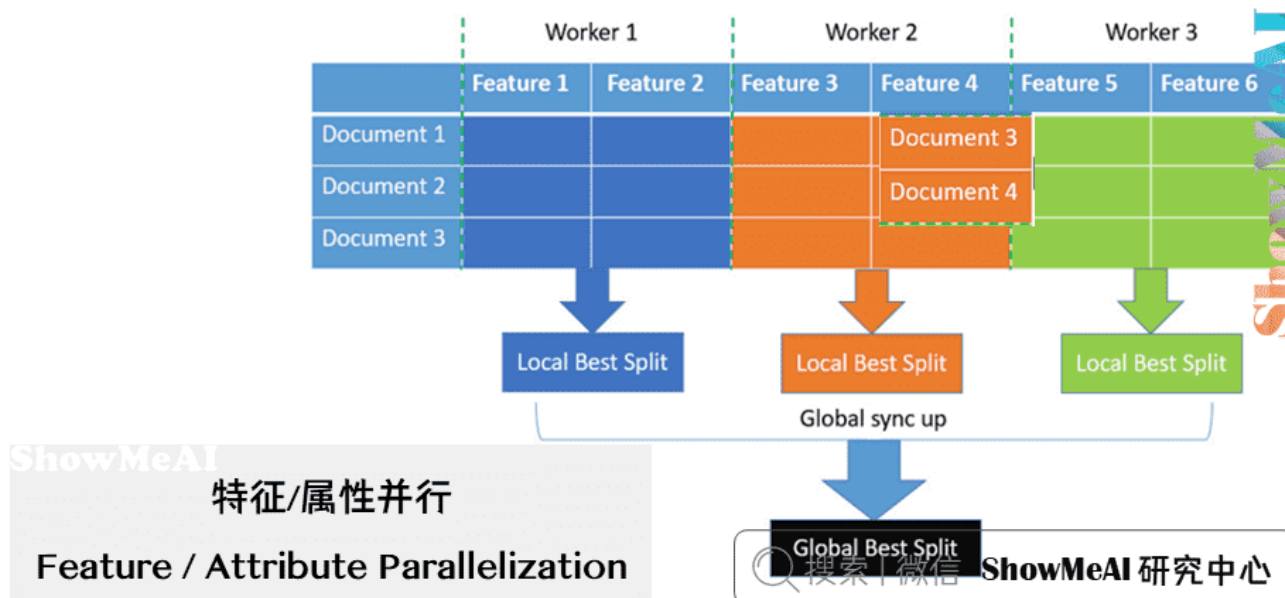 Worker 1 Worker 2 Worker 3
Feature 1 Feature 2 Feature 3 Feature 4 Feature 5 Feature 6
Document 1
Document 3
Document 2
Document 4
Document 3
Local Best Split Local Best Split Local Best Split
Global sync up
ShowMeAI
特征/属性并行
Feature / Attribute Parallelization
Global Best Split
搜索 | 微信 ShowMeAI 研究中心
ShowMeAI